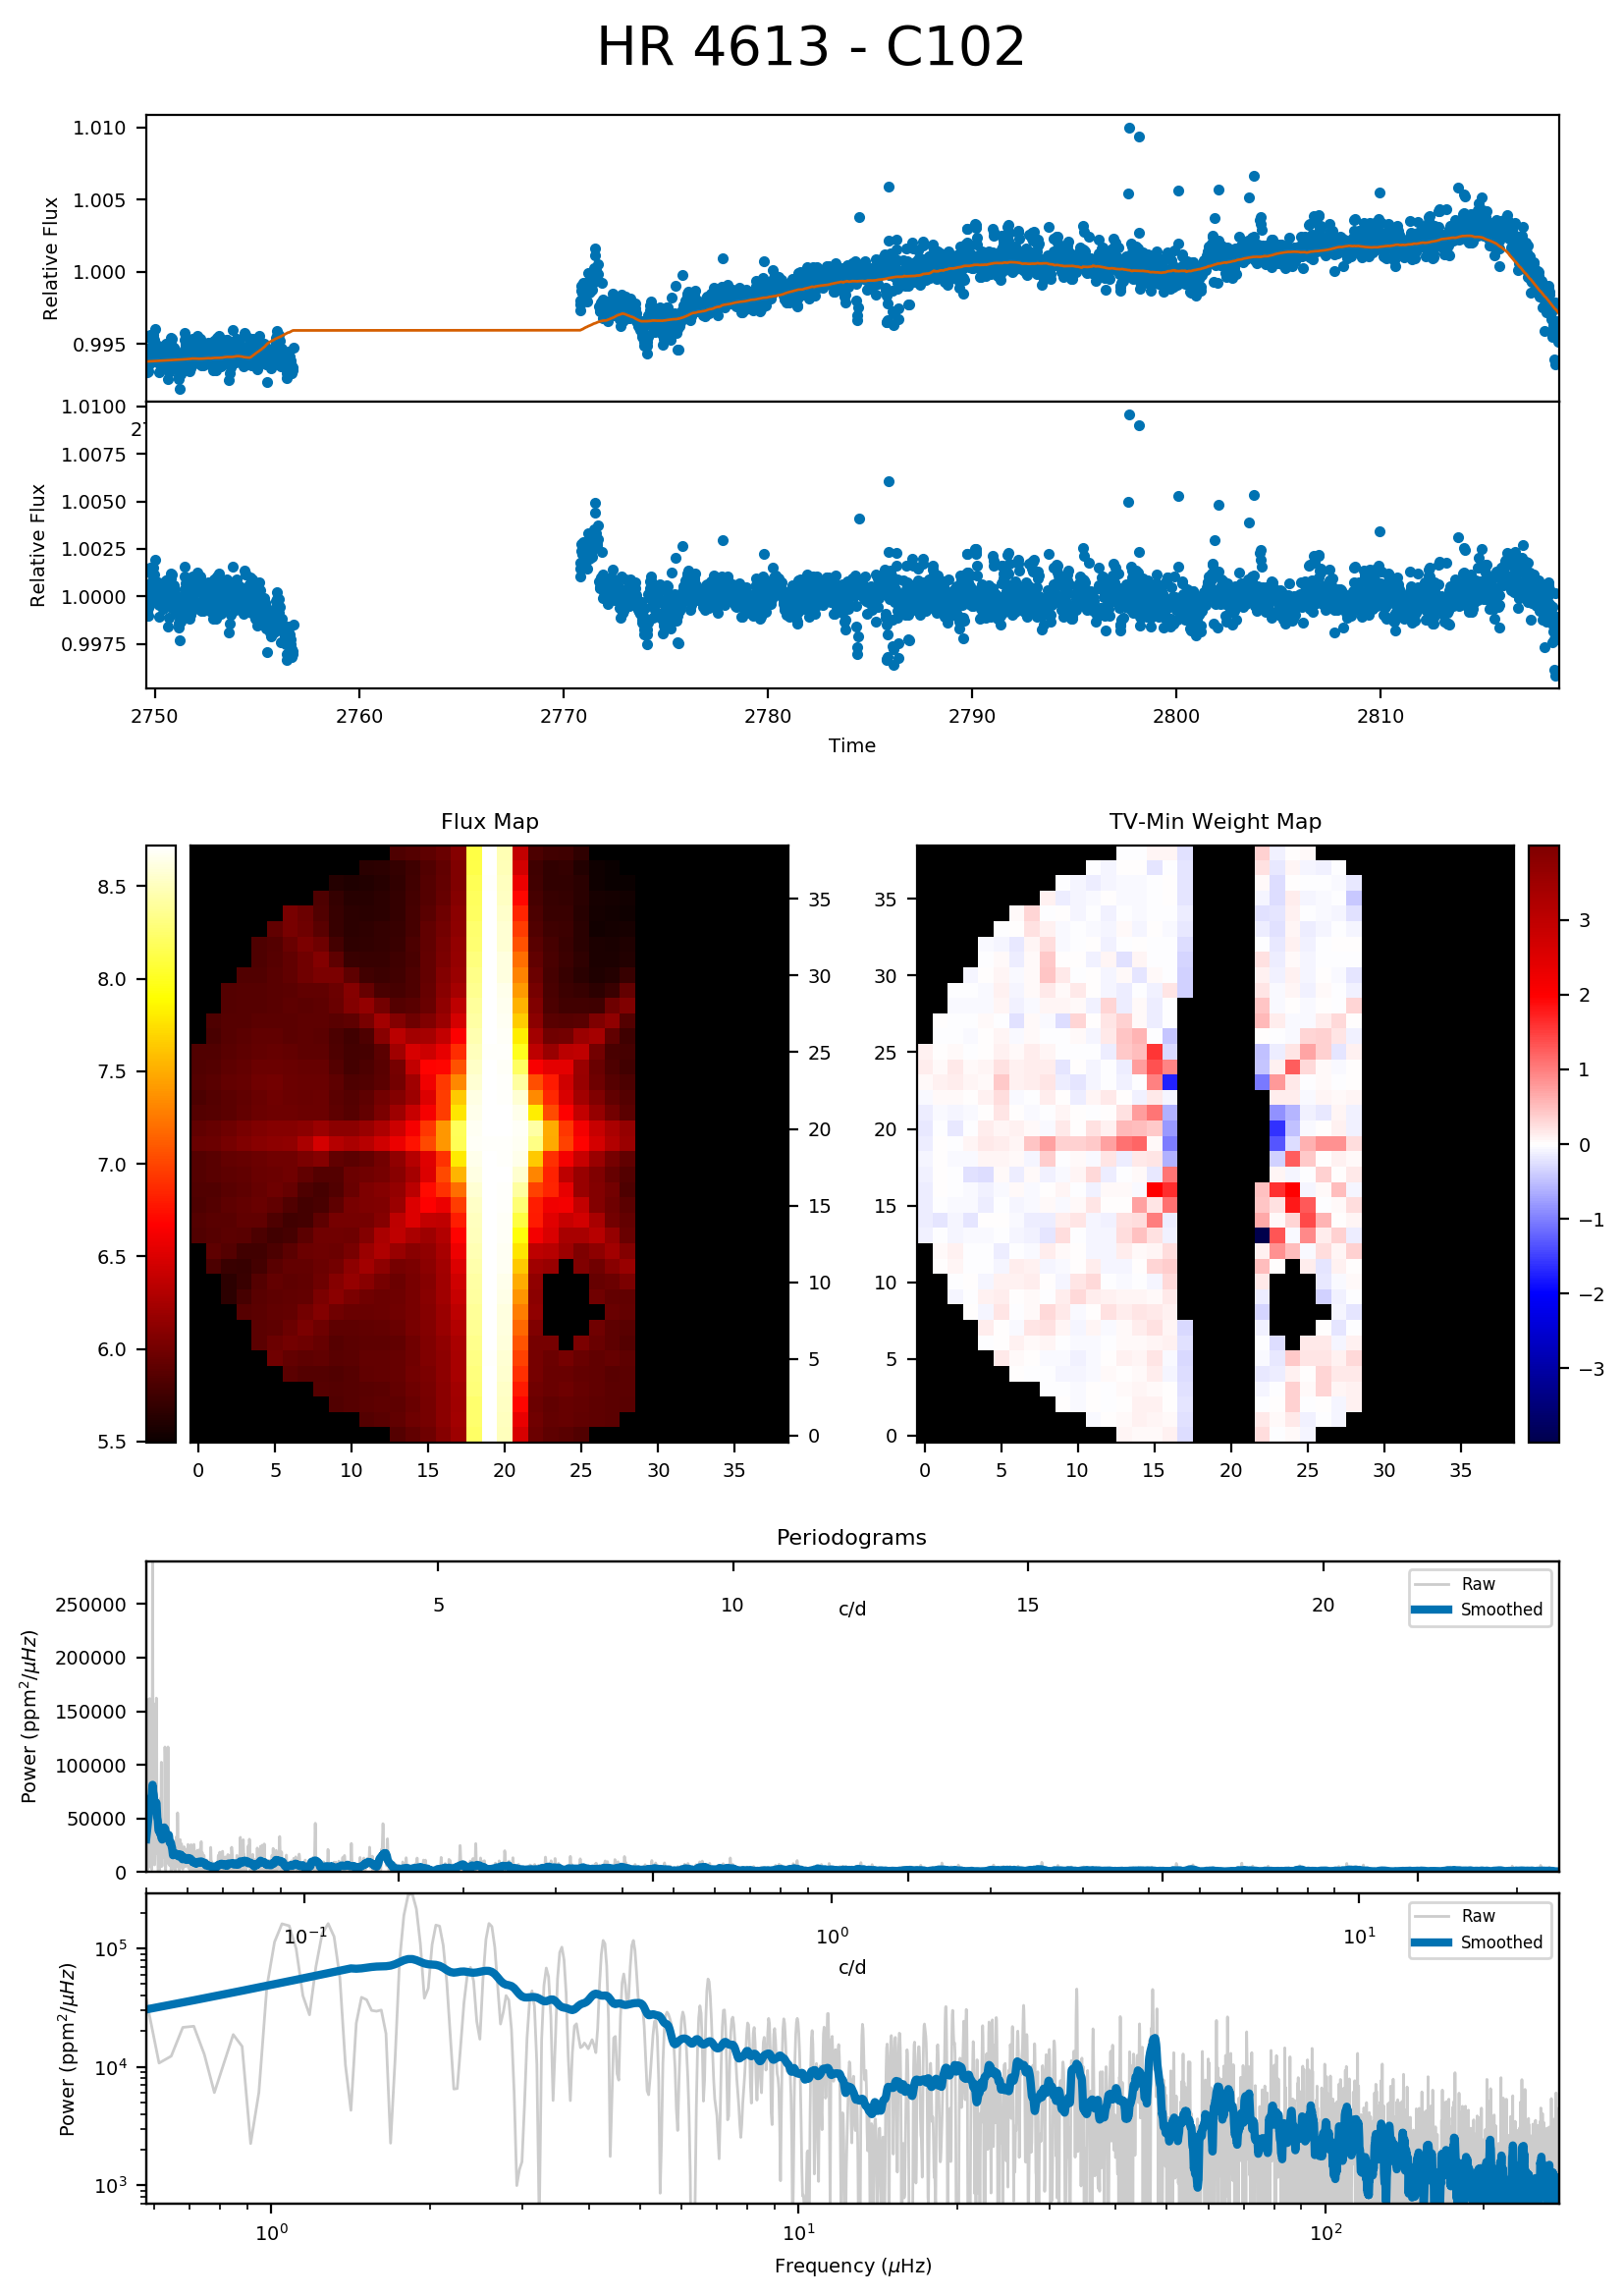 HR 4613 - C102
1.010
1.005
1.000
0.995
Relative Flux
1.0100
1.0075
1.0050
1.0025
1.0000
0.9975
Relative Flux
2750 2760 2770 2780 2790 2800 2810
Time
Flux Map
8.5
8.0
7.5
7.0
6.5
6.0
5.5
35
30
25
20
15
10
5
0
0 5 10 15 20 25 30 35
TV-Min Weight Map
35
30
25
20
15
10
5
0
0 5 10 15 20 25 30 35
3
2
1
0
−1
−2
−3
Periodograms
250000
200000
150000
100000
50000
0
Power (ppm²/μHz)
5 10 15 20
c/d
Raw
Smoothed
10⁵
10⁴
10³
Power (ppm²/μHz)
10⁻¹ 10⁰ 10¹
c/d
Raw
Smoothed
10⁰ 10¹ 10²
Frequency (μHz)